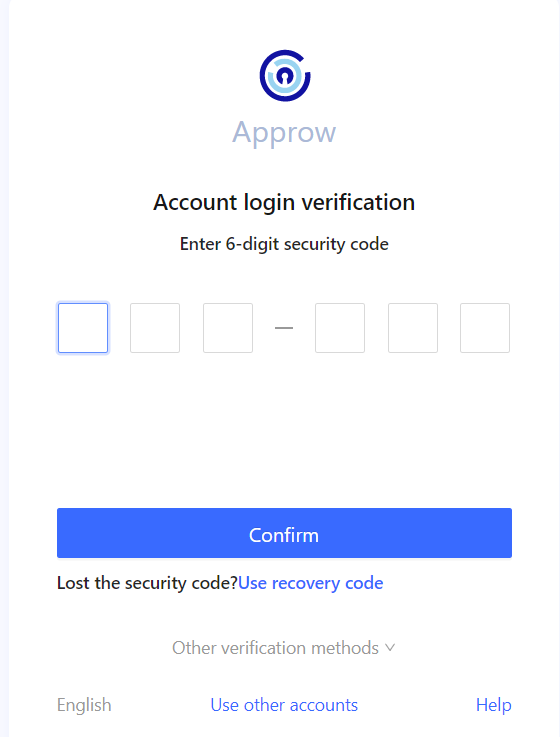 Approw
Account login verification
Enter 6-digit security code
—
Confirm
Lost the security code?Use recovery code
Other verification methods
English Use other accounts Help